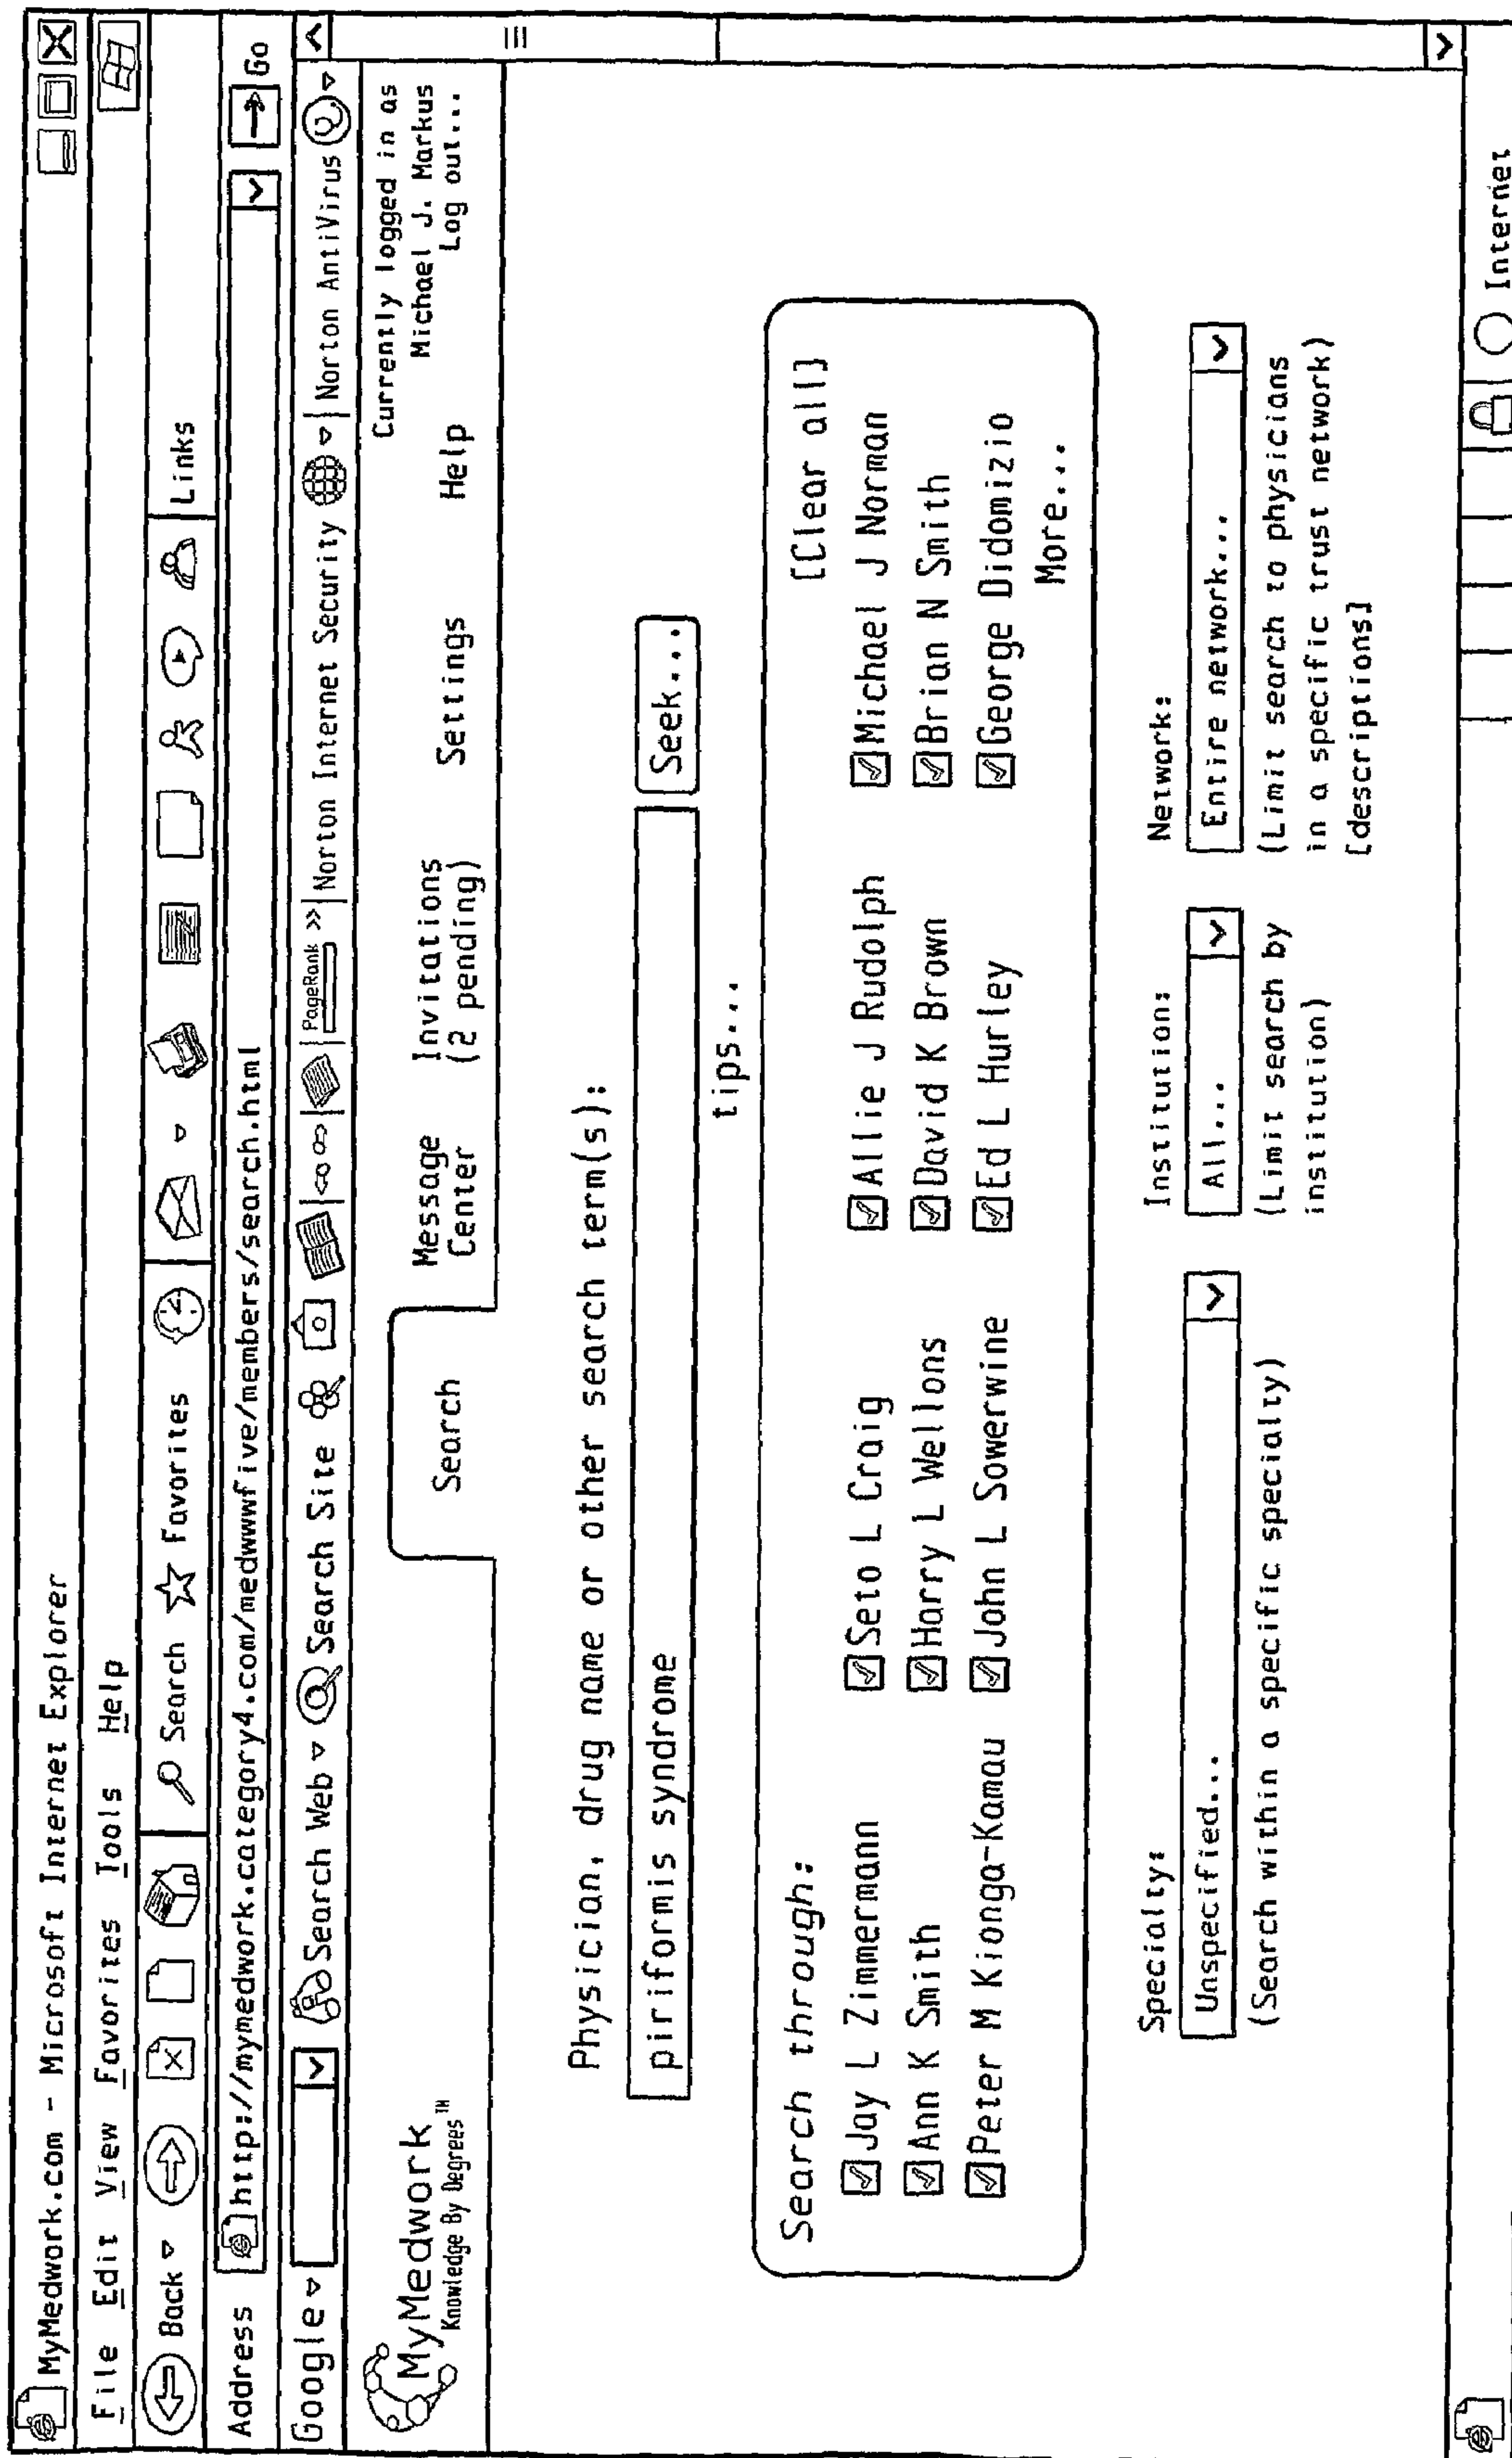 MyMedwork.com - Microsoft Internet Explorer
File Edit View Favorites Tools Help
Back Search Favorites Links
Address http://mymedwork.category4.com/medwwfive/members/search.html Go
Google Search Web Search Site PageRank >> Norton Internet Security Norton AntiVirus
Currently logged in as
Michael J. Markus
Log out...
MyMedwork
Knowledge By Degrees™
Search
Message
Center
Invitations
(2 pending)
Settings
Help
Physician, drug name or other search term(s):
piriformis syndrome Seek...
tips...
Search through: [Clear all]
Jay L Zimmermann Seto L Craig Allie J Rudolph Michael J Norman
Ann K Smith Harry L Wellons David K Brown Brian N Smith
Peter M Kionga-Kamau John L Sowerwine Ed L Hurley George Didomizio
More...
Specialty: Institution: Network:
Unspecified... All... Entire network...
(Search within a specific specialty)
(Limit search by
institution)
(Limit search to physicians
in a specific trust network)
[descriptions]
Internet